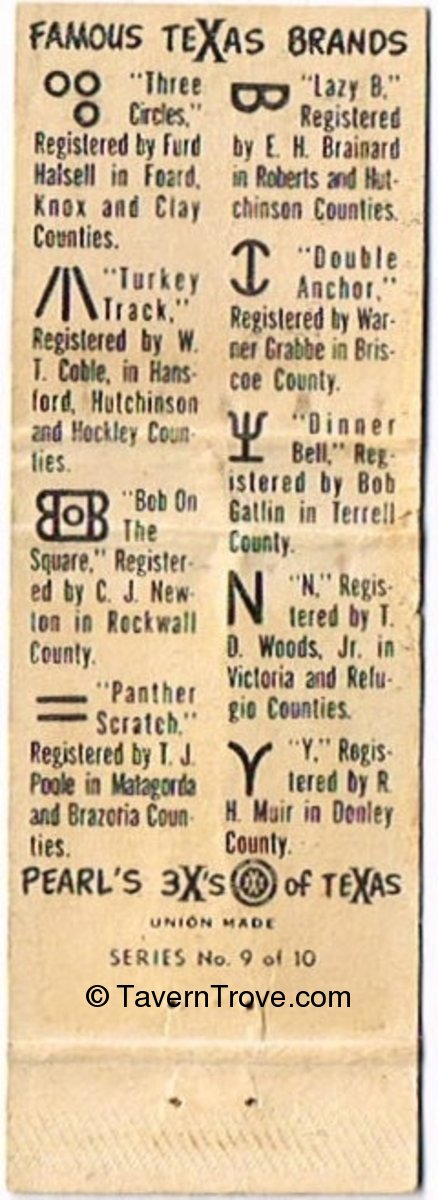 FAMOUS TEXAS BRANDS
"Three
Circles,"
Registered by Furd
Halsell in Foard,
Knox and Clay
Counties.
"Turkey
Track,"
Registered by W.
T. Coble, in Hans-
ford, Hutchinson
and Hockley Coun-
ties.
"Bob On
The
Square," Register-
ed by C. J. New-
ton in Rockwall
County.
"Panther
Scratch."
Registered by T. J.
Poole in Matagorda
and Brazoria Coun-
ties.
"Lazy B,"
Registered
by E. H. Brainard
in Roberts and Hut-
chinson Counties.
"Double
Anchor,"
Registered by War-
ner Grabbe in Bris-
coe County.
"Dinner
Bell," Reg-
istered by Bob
Gatlin in Terrell
County.
N
"N," Regis-
tered by T.
D. Woods, Jr. in
Victoria and Refu-
gio Counties.
Y
"Y," Regis-
tered by R.
H. Muir in Donley
County.
PEARL'S 3X's XXX of TEXAS
UNION MADE
SERIES No. 9 of 10
© TavernTrove.com